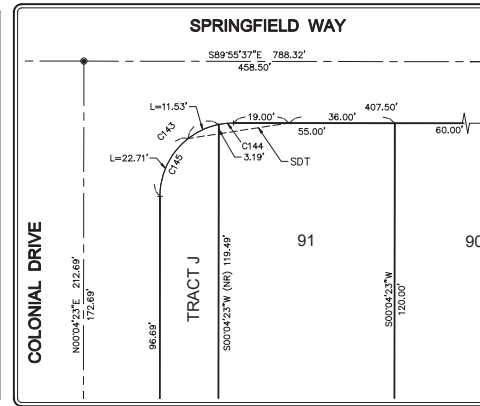 SPRINGFIELD WAY
S89°55'37"E 788.32'
458.50'
L=11.53'
C143
19.00'
36.00'
407.50'
C144
3.19'
55.00'
60.00'
L=22.71'
C145
SDT
91
90
COLONIAL DRIVE
N00°04'23"E 212.69'
172.69'
96.69'
TRACT J
S00°04'23"W (NR) 119.49'
S00°04'23"W
120.00'